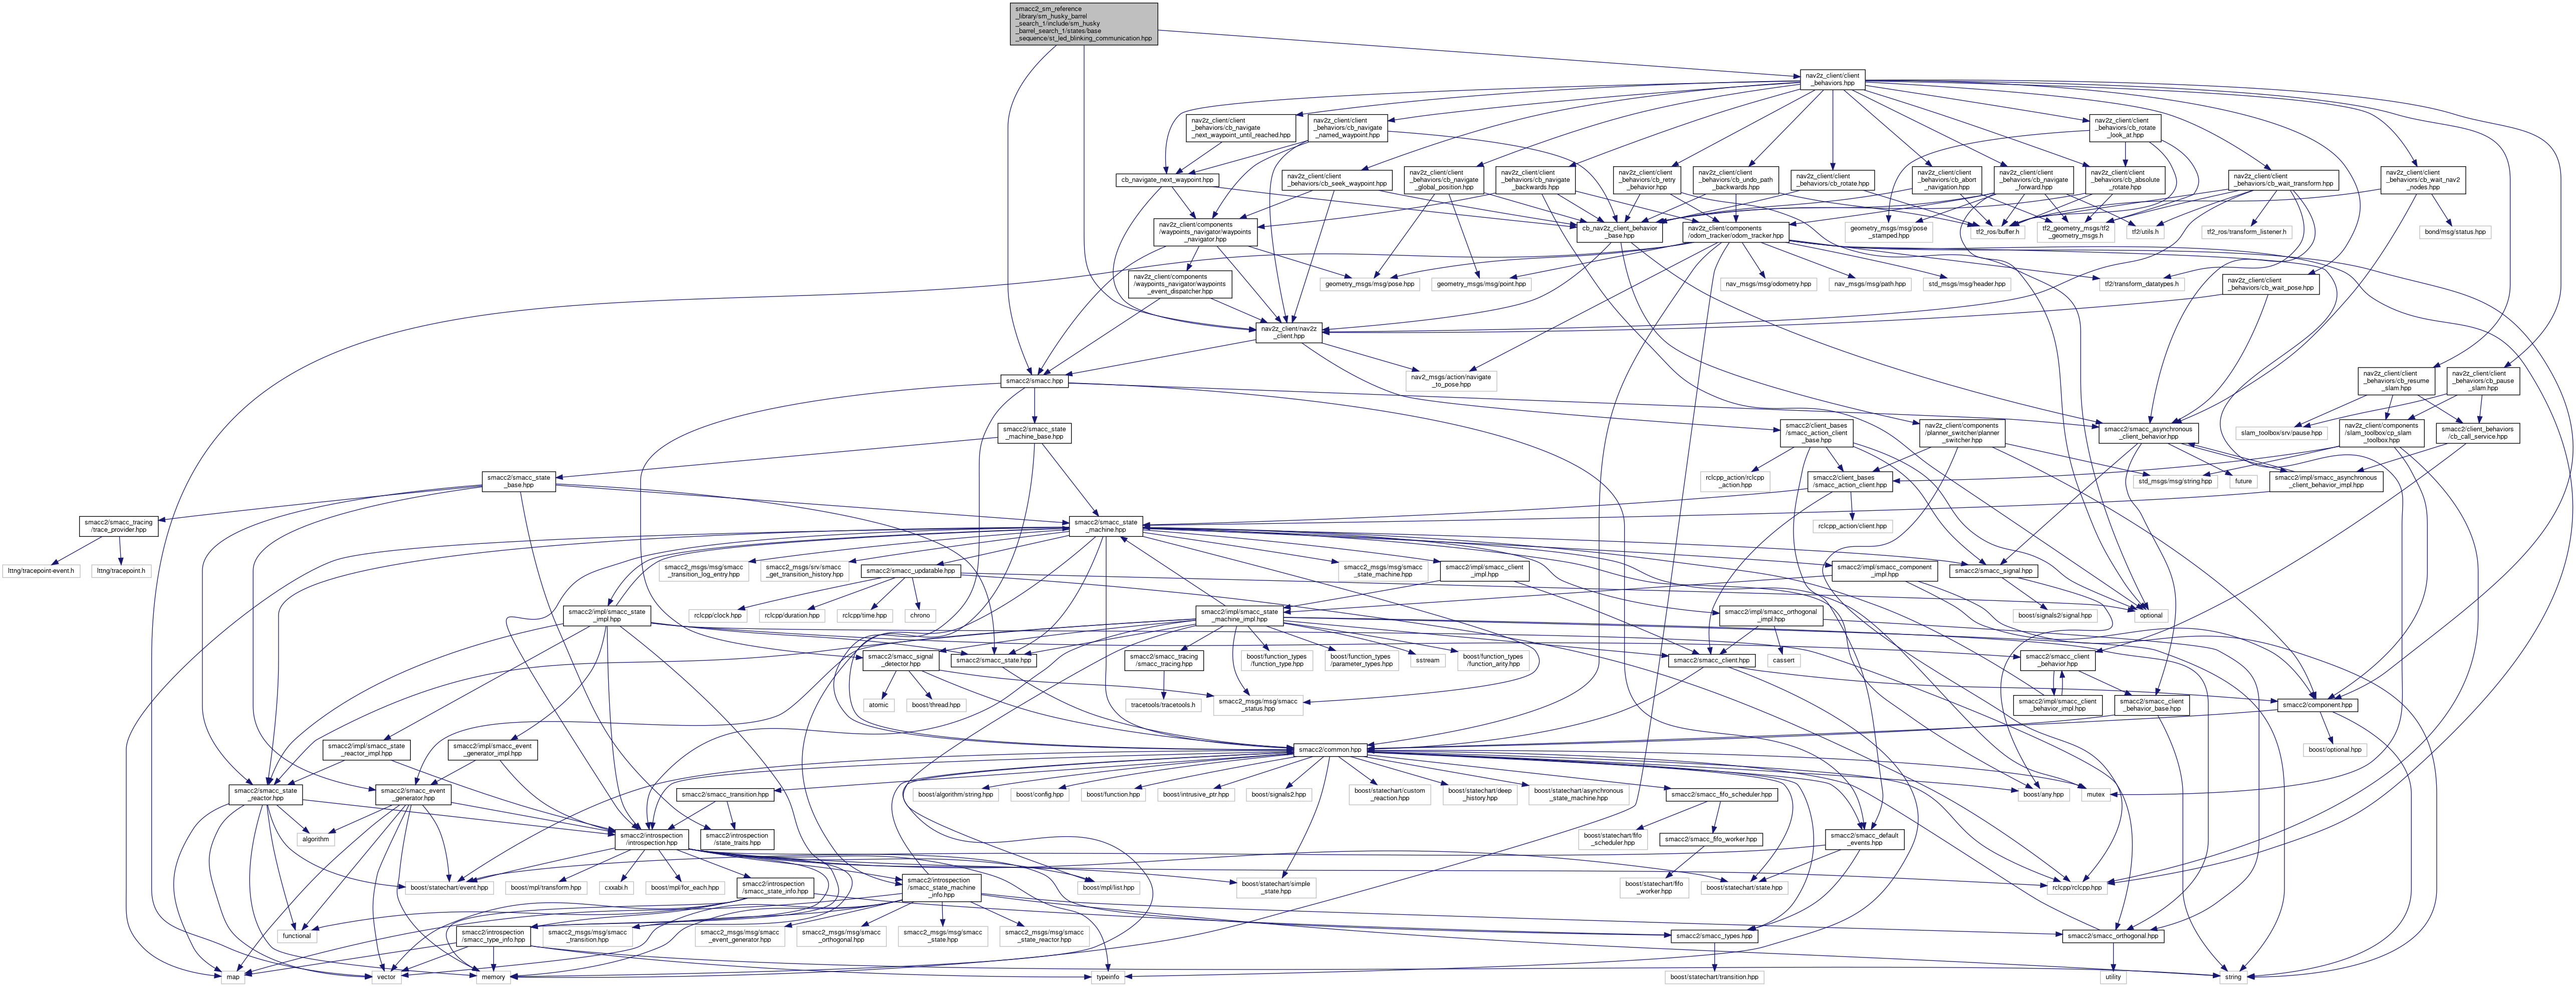 smacc2_sm_reference
_library/sm_husky_barrel
_search_1/include/sm_husky
_barrel_search_1/states/base
_sequence/st_led_blinking_communication.hpp
nav2z_client/client
_behaviors.hpp
nav2z_client/client
_behaviors/cb_navigate
_next_waypoint_until_reached.hpp
nav2z_client/client
_behaviors/cb_navigate
_named_waypoint.hpp
nav2z_client/client
_behaviors/cb_rotate
_look_at.hpp
cb_navigate_next_waypoint.hpp
nav2z_client/client
_behaviors/cb_seek_waypoint.hpp
nav2z_client/client
_behaviors/cb_navigate
_global_position.hpp
nav2z_client/client
_behaviors/cb_navigate
_backwards.hpp
nav2z_client/client
_behaviors/cb_retry
_behavior.hpp
nav2z_client/client
_behaviors/cb_undo_path
_backwards.hpp
nav2z_client/client
_behaviors/cb_rotate.hpp
nav2z_client/client
_behaviors/cb_abort
_navigation.hpp
nav2z_client/client
_behaviors/cb_navigate
_forward.hpp
nav2z_client/client
_behaviors/cb_absolute
_rotate.hpp
nav2z_client/client
_behaviors/cb_wait_transform.hpp
nav2z_client/client
_behaviors/cb_wait_nav2
_nodes.hpp
nav2z_client/components
/waypoints_navigator/waypoints
_navigator.hpp
cb_nav2z_client_behavior
_base.hpp
nav2z_client/components
/odom_tracker/odom_tracker.hpp
geometry_msgs/msg/pose
_stamped.hpp
tf2_ros/buffer.h
tf2_geometry_msgs/tf2
_geometry_msgs.h
tf2/utils.h
tf2_ros/transform_listener.h
bond/msg/status.hpp
nav2z_client/components
/waypoints_navigator/waypoints
_event_dispatcher.hpp
geometry_msgs/msg/pose.hpp
geometry_msgs/msg/point.hpp
nav_msgs/msg/odometry.hpp
nav_msgs/msg/path.hpp
std_msgs/msg/header.hpp
tf2/transform_datatypes.h
nav2z_client/client
_behaviors/cb_wait_pose.hpp
nav2z_client/nav2z
_client.hpp
smacc2/smacc.hpp
nav2_msgs/action/navigate
_to_pose.hpp
nav2z_client/client
_behaviors/cb_resume
_slam.hpp
nav2z_client/client
_behaviors/cb_pause
_slam.hpp
smacc2/smacc_state
_machine_base.hpp
smacc2/client_bases
/smacc_action_client
_base.hpp
nav2z_client/components
/planner_switcher/planner
_switcher.hpp
smacc2/smacc_asynchronous
_client_behavior.hpp
slam_toolbox/srv/pause.hpp
nav2z_client/components
/slam_toolbox/cp_slam
_toolbox.hpp
smacc2/client_behaviors
/cb_call_service.hpp
smacc2/smacc_state
_base.hpp
rclcpp_action/rclcpp
_action.hpp
smacc2/client_bases
/smacc_action_client.hpp
std_msgs/msg/string.hpp
future
smacc2/impl/smacc_asynchronous
_client_behavior_impl.hpp
smacc2/smacc_tracing
/trace_provider.hpp
smacc2/smacc_state
_machine.hpp
rclcpp_action/client.hpp
lttng/tracepoint-event.h
lttng/tracepoint.h
smacc2_msgs/msg/smacc
_transition_log_entry.hpp
smacc2_msgs/srv/smacc
_get_transition_history.hpp
smacc2/smacc_updatable.hpp
smacc2_msgs/msg/smacc
_state_machine.hpp
smacc2/impl/smacc_client
_impl.hpp
smacc2/impl/smacc_component
_impl.hpp
smacc2/smacc_signal.hpp
smacc2/impl/smacc_state
_impl.hpp
rclcpp/clock.hpp
rclcpp/duration.hpp
rclcpp/time.hpp
chrono
smacc2/impl/smacc_state
_machine_impl.hpp
smacc2/impl/smacc_orthogonal
_impl.hpp
boost/signals2/signal.hpp
optional
smacc2/smacc_signal
_detector.hpp
smacc2/smacc_state.hpp
smacc2/smacc_tracing
/smacc_tracing.hpp
boost/function_types
/function_type.hpp
boost/function_types
/parameter_types.hpp
sstream
boost/function_types
/function_arity.hpp
smacc2/smacc_client.hpp
cassert
smacc2/smacc_client
_behavior.hpp
atomic
boost/thread.hpp
tracetools/tracetools.h
smacc2_msgs/msg/smacc
_status.hpp
smacc2/impl/smacc_client
_behavior_impl.hpp
smacc2/smacc_client
_behavior_base.hpp
smacc2/component.hpp
smacc2/impl/smacc_state
_reactor_impl.hpp
smacc2/impl/smacc_event
_generator_impl.hpp
smacc2/common.hpp
boost/optional.hpp
smacc2/smacc_state
_reactor.hpp
smacc2/smacc_event
_generator.hpp
smacc2/smacc_transition.hpp
boost/algorithm/string.hpp
boost/config.hpp
boost/function.hpp
boost/intrusive_ptr.hpp
boost/signals2.hpp
boost/statechart/custom
_reaction.hpp
boost/statechart/deep
_history.hpp
boost/statechart/asynchronous
_state_machine.hpp
smacc2/smacc_fifo_scheduler.hpp
boost/any.hpp
mutex
algorithm
smacc2/introspection
/introspection.hpp
smacc2/introspection
/state_traits.hpp
boost/statechart/fifo
_scheduler.hpp
smacc2/smacc_fifo_worker.hpp
smacc2/smacc_default
_events.hpp
boost/statechart/event.hpp
boost/mpl/transform.hpp
cxxabi.h
boost/mpl/for_each.hpp
smacc2/introspection
/smacc_state_info.hpp
smacc2/introspection
/smacc_state_machine
_info.hpp
boost/mpl/list.hpp
boost/statechart/simple
_state.hpp
boost/statechart/fifo
_worker.hpp
boost/statechart/state.hpp
rclcpp/rclcpp.hpp
functional
smacc2/introspection
/smacc_type_info.hpp
smacc2_msgs/msg/smacc
_transition.hpp
smacc2_msgs/msg/smacc
_event_generator.hpp
smacc2_msgs/msg/smacc
_orthogonal.hpp
smacc2_msgs/msg/smacc
_state.hpp
smacc2_msgs/msg/smacc
_state_reactor.hpp
smacc2/smacc_types.hpp
smacc2/smacc_orthogonal.hpp
map
vector
memory
typeinfo
boost/statechart/transition.hpp
utility
string